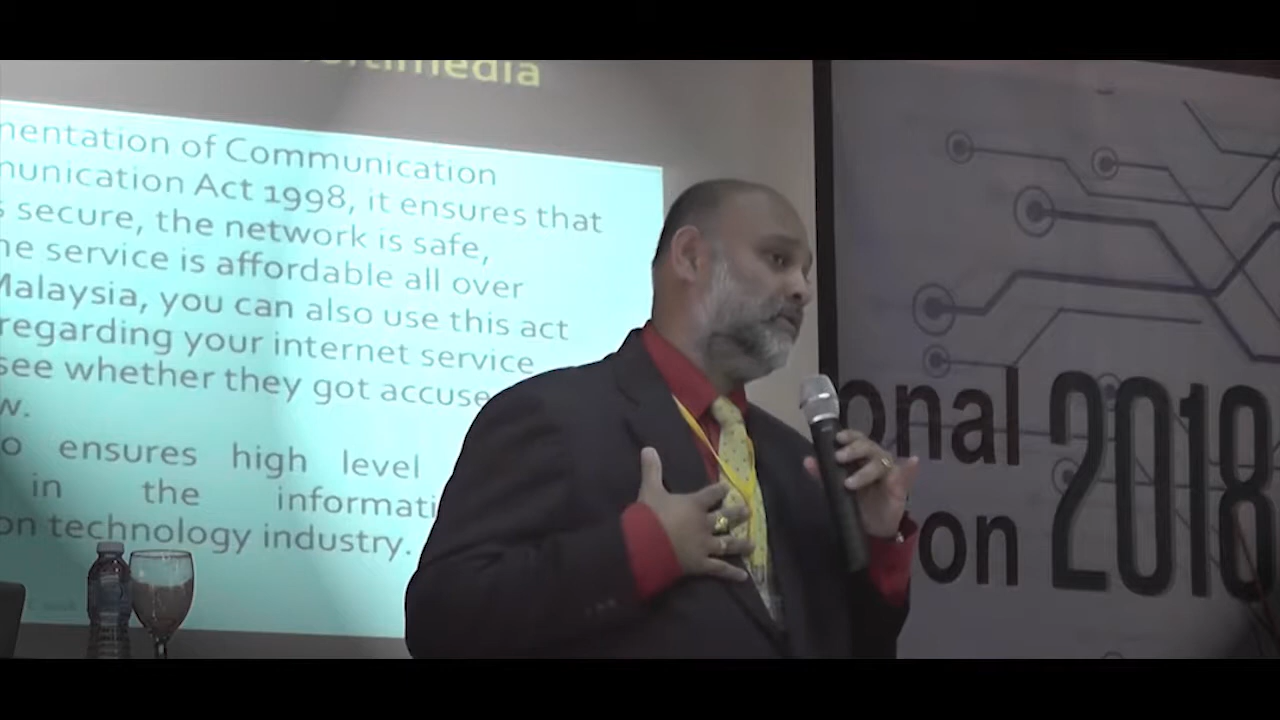 multimedia
mentation of Communication
munication Act 1998, it ensures that
s secure, the network is safe,
he service is affordable all over
Malaysia, you can also use this act
regarding your internet service
see whether they got accuse
w.
o ensures high level
in the informati
on technology industry.
onal 2018
on 2018